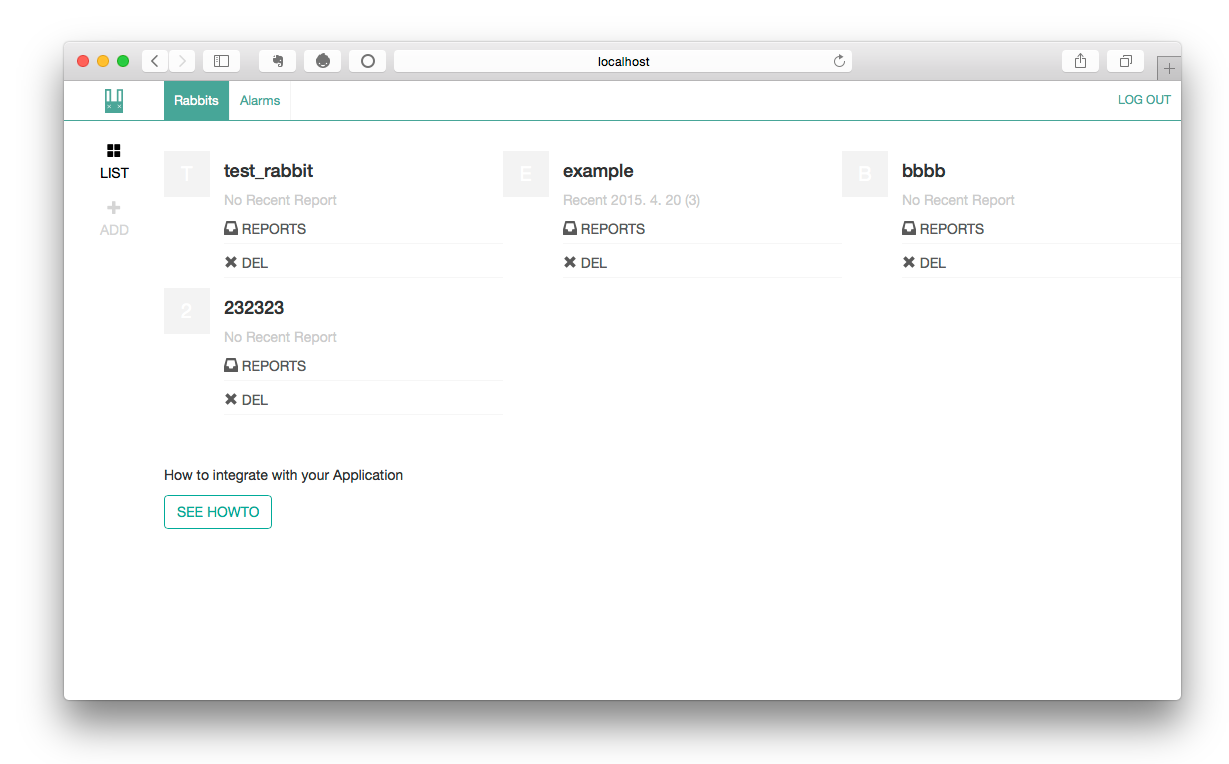 localhost
Rabbits Alarms LOG OUT
LIST
ADD
T test_rabbit
No Recent Report
REPORTS
DEL
E example
Recent 2015. 4. 20 (3)
REPORTS
DEL
B bbbb
No Recent Report
REPORTS
DEL
2 232323
No Recent Report
REPORTS
DEL
How to integrate with your Application
SEE HOWTO